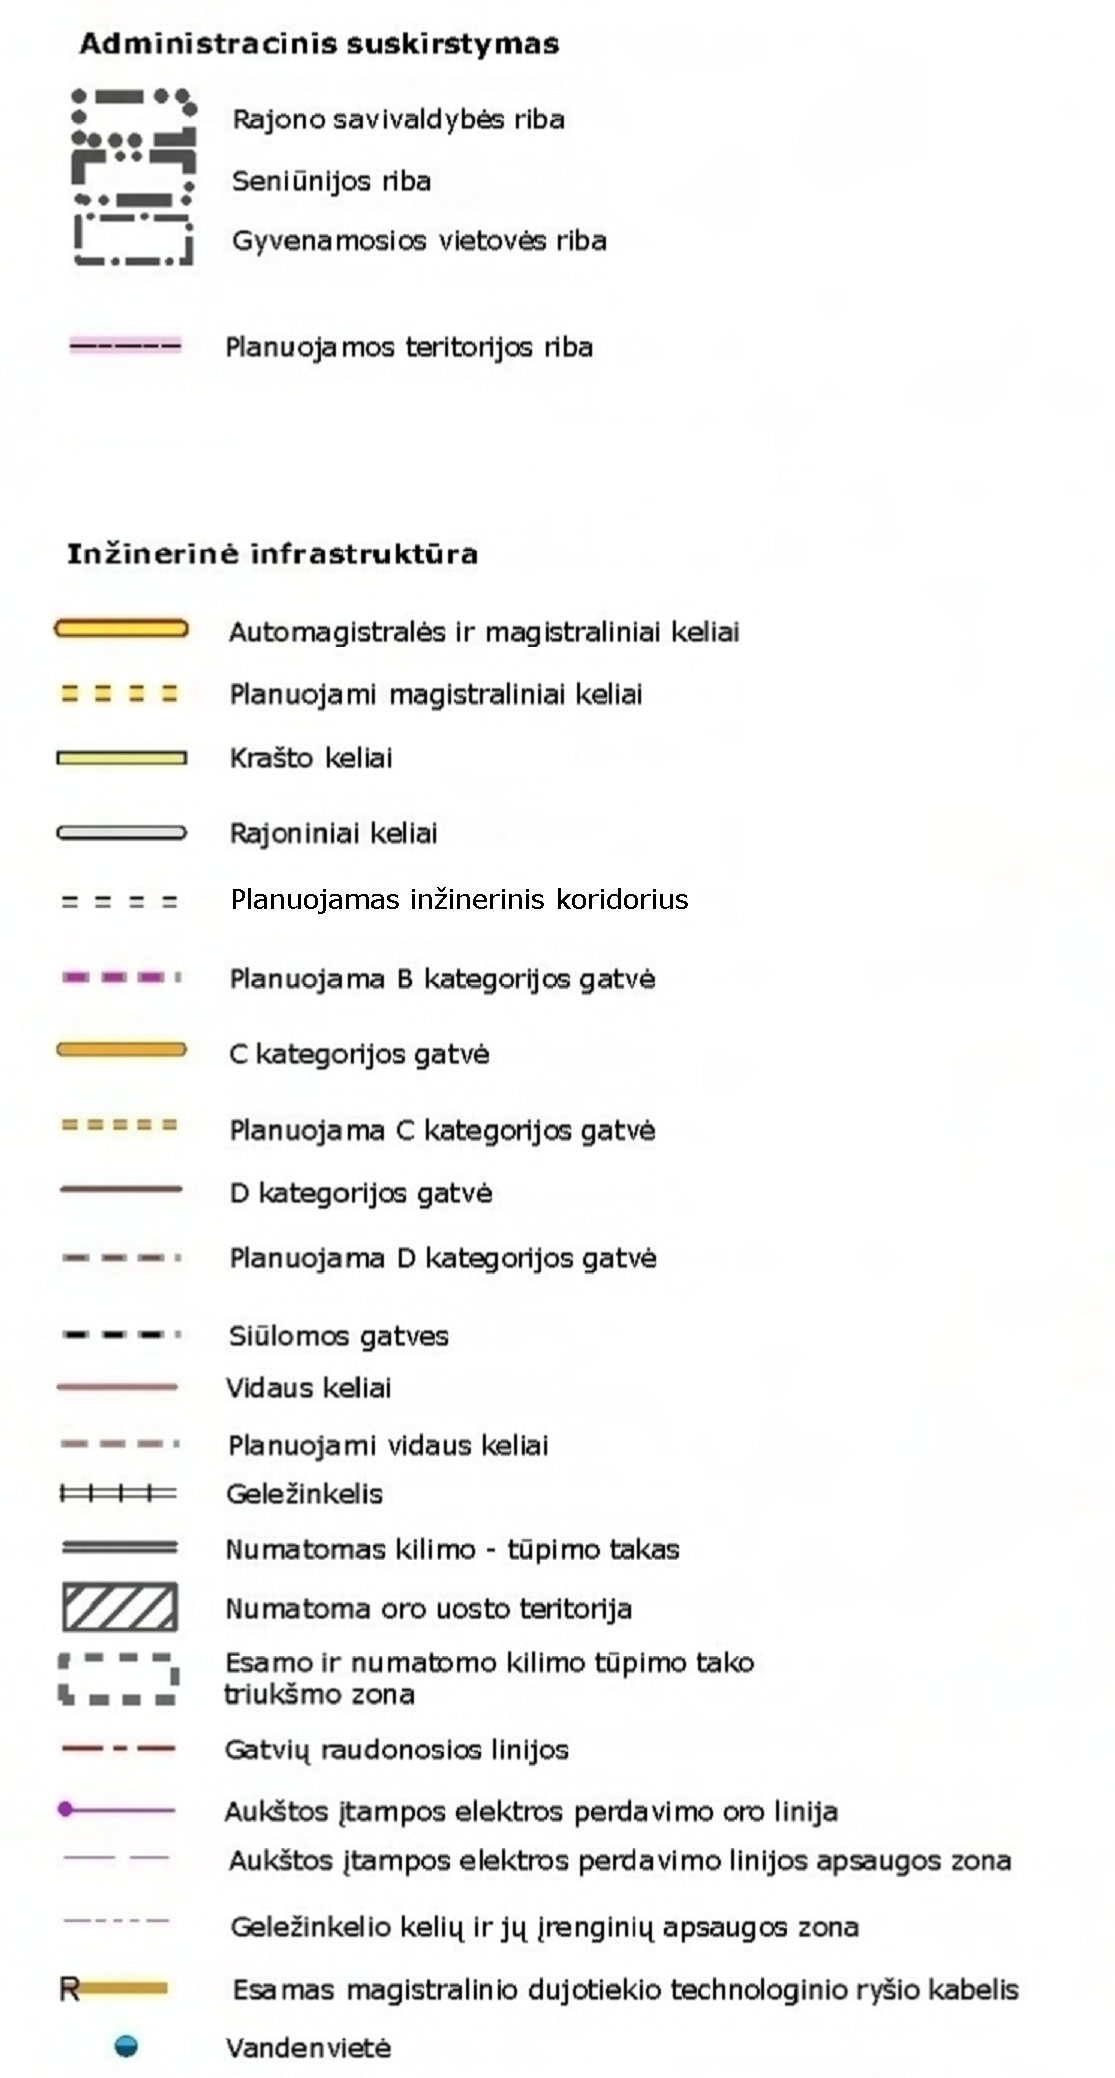 Administracinis suskirstymas
Rajono savivaldybės riba
Seniūnijos riba
Gyvenamosios vietovės riba
Planuojamos teritorijos riba
Inžinerinė infrastruktūra
Automagistralės ir magistraliniai keliai
Planuojami magistraliniai keliai
Krašto keliai
Rajoniniai keliai
Planuojamas inžinerinis koridorius
Planuojama B kategorijos gatvė
C kategorijos gatvė
Planuojama C kategorijos gatvė
D kategorijos gatvė
Planuojama D kategorijos gatvė
Siūlomos gatves
Vidaus keliai
Planuojami vidaus keliai
Geležinkelis
Numatomas kilimo - tūpimo takas
Numatoma oro uosto teritorija
Esamo ir numatomo kilimo tūpimo tako
triukšmo zona
Gatvių raudonosios linijos
Aukštos įtampos elektros perdavimo oro linija
Aukštos įtampos elektros perdavimo linijos apsaugos zona
Geležinkelio kelių ir jų įrenginių apsaugos zona
R Esamas magistralinio dujotiekio technologinio ryšio kabelis
Vandenvietė